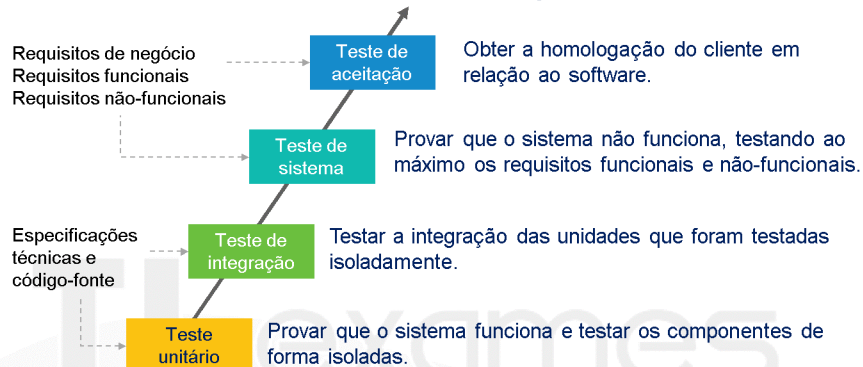 Requisitos de negócio
Requisitos funcionais
Requisitos não-funcionais
Teste de
aceitação
Obter a homologação do cliente em
relação ao software.
Teste de
sistema
Provar que o sistema não funciona, testando ao
máximo os requisitos funcionais e não-funcionais.
Especificações
técnicas e
código-fonte
Teste de
integração
Testar a integração das unidades que foram testadas
isoladamente.
Teste
unitário
Provar que o sistema funciona e testar os componentes de
forma isoladas.
TI exames